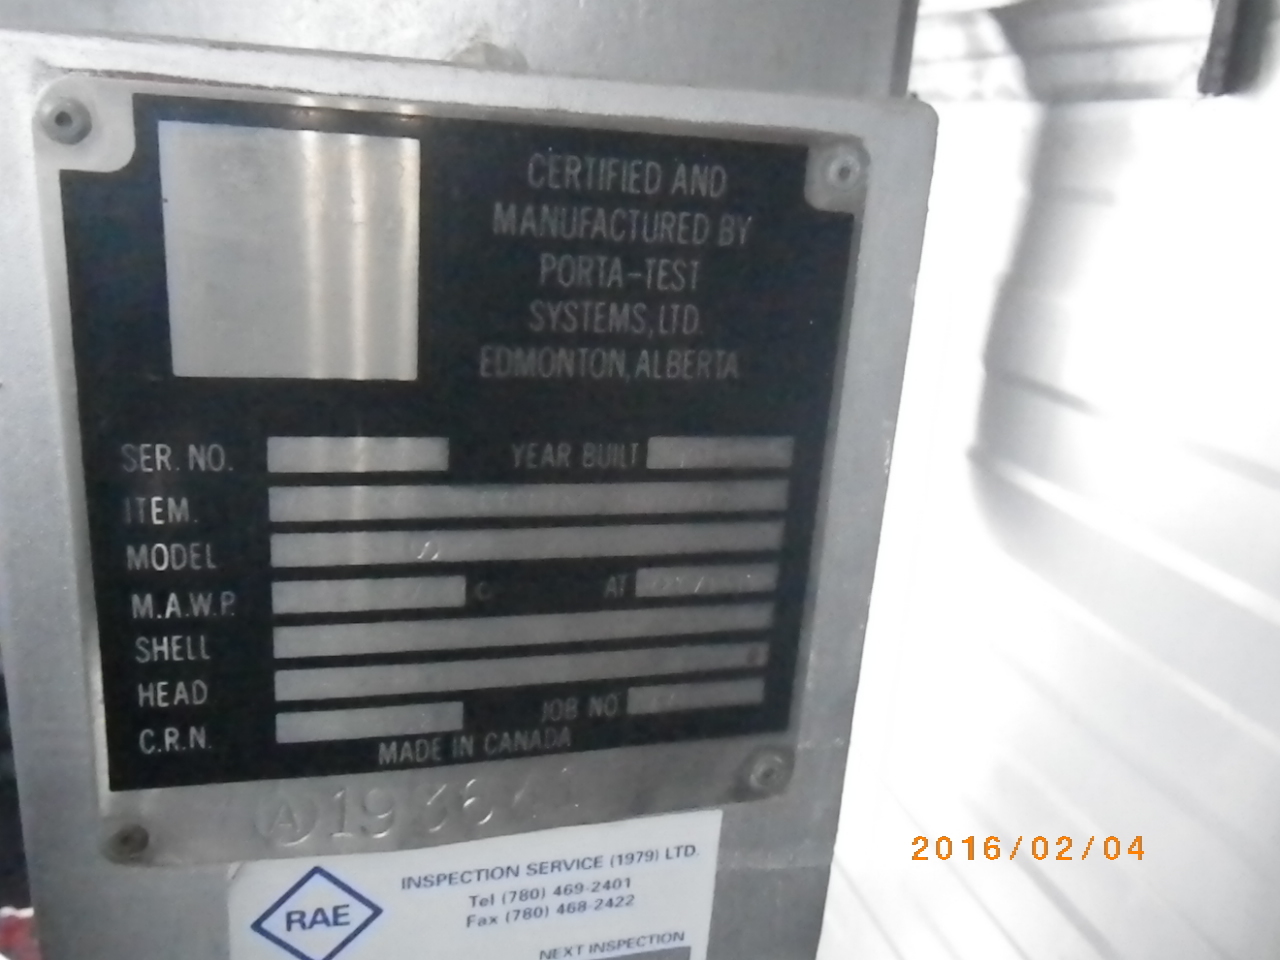 CERTIFIED AND
MANUFACTURED BY
PORTA-TEST
SYSTEMS, LTD.
EDMONTON, ALBERTA
SER. NO.
YEAR BUILT
ITEM.
MODEL
M.A.W.P.
AT
SHELL
HEAD
C.R.N.
JOB NO
MADE IN CANADA
RAE
INSPECTION SERVICE (1979) LTD.
Tel (780) 469-2401
Fax (780) 468-2422
NEXT INSPECTION
2016/02/04